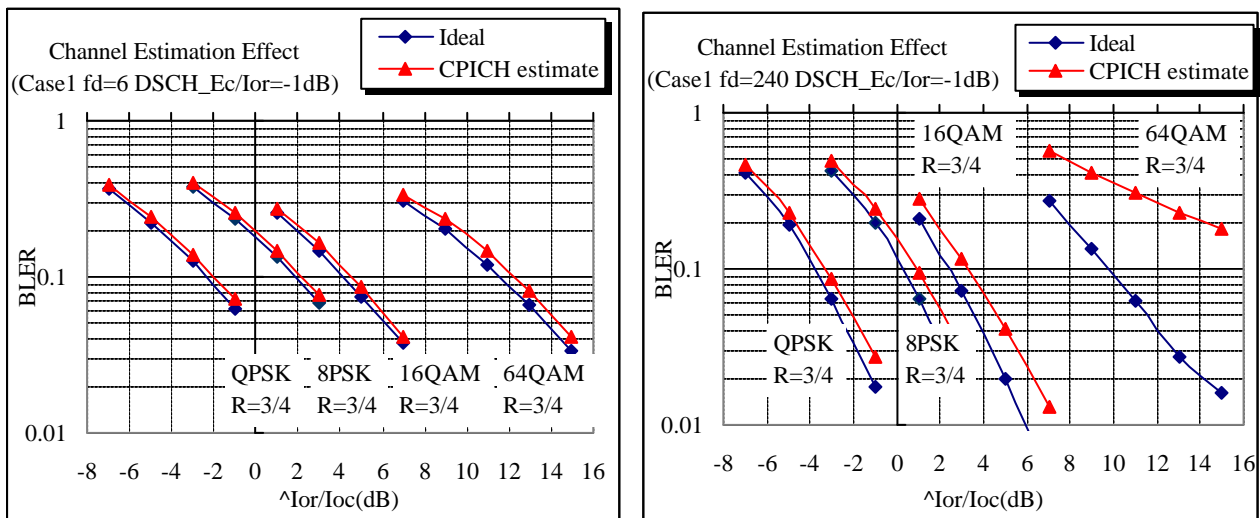 Channel Estimation Effect
(Case1 fd=6 DSCH_Ec/Ior=-1dB)
Ideal
CPICH estimate
1
0.1
0.01
BLER
QPSK
R=3/4
8PSK
R=3/4
16QAM
R=3/4
64QAM
R=3/4
-8 -6 -4 -2 0 2 4 6 8 10 12 14 16
^Ior/Ioc(dB)
Channel Estimation Effect
(Case1 fd=240 DSCH_Ec/Ior=-1dB)
Ideal
CPICH estimate
1
0.1
0.01
BLER
16QAM
R=3/4
64QAM
R=3/4
QPSK
R=3/4
8PSK
R=3/4
-8 -6 -4 -2 0 2 4 6 8 10 12 14 16
^Ior/Ioc(dB)